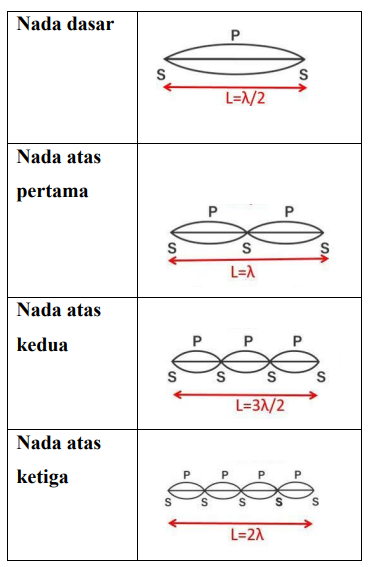 Nada dasar
P
S S
L=λ/2
Nada atas
pertama
P P
S S S
L=λ
Nada atas
kedua
P P P
S S S S
L=3λ/2
Nada atas
ketiga
P P P P
S S S S S
L=2λ